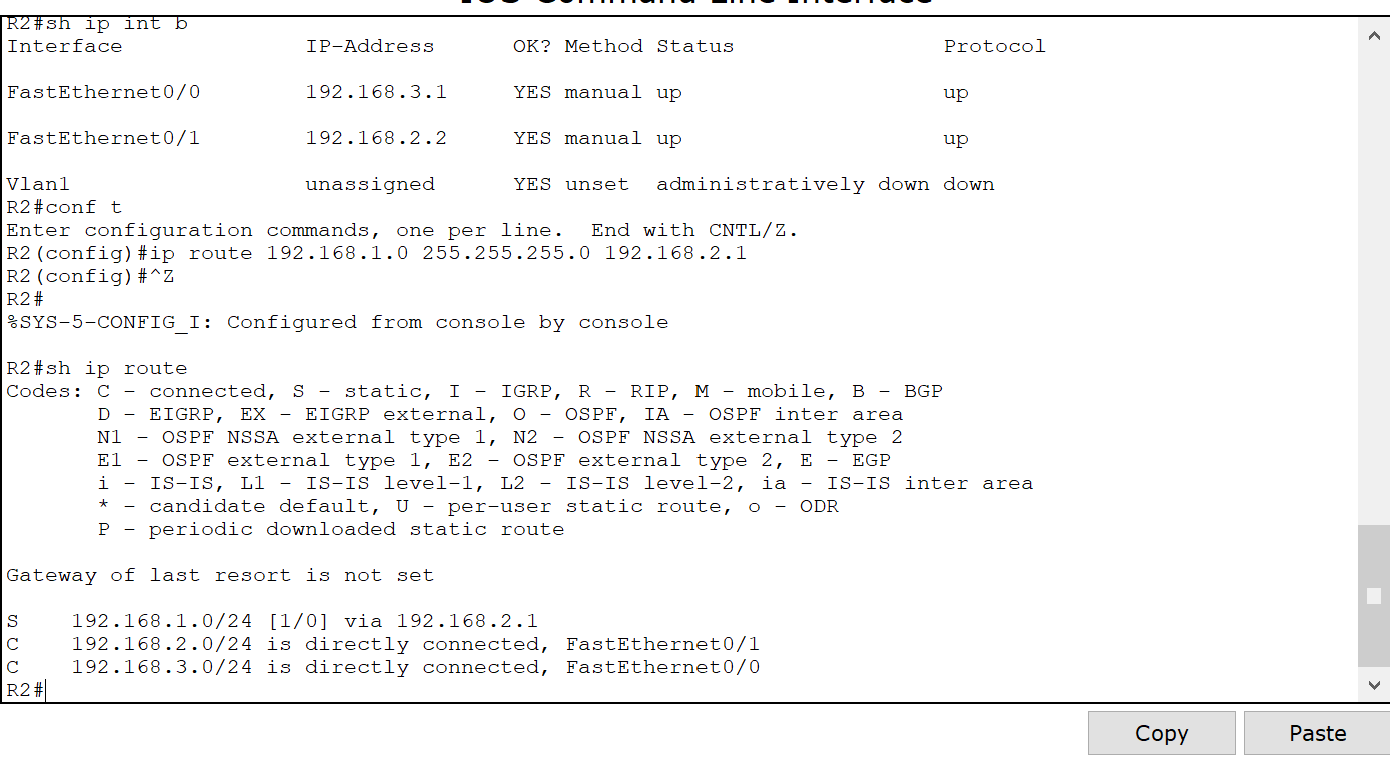 IOS Command Line Interface
R2#sh ip int b
Interface              IP-Address      OK? Method Status                Protocol
FastEthernet0/0        192.168.3.1     YES manual up                    up
FastEthernet0/1        192.168.2.2     YES manual up                    up
Vlan1                  unassigned      YES unset  administratively down down
R2#conf t
Enter configuration commands, one per line.  End with CNTL/Z.
R2(config)#ip route 192.168.1.0 255.255.255.0 192.168.2.1
R2(config)#^Z
R2#
%SYS-5-CONFIG_I: Configured from console by console
R2#sh ip route
Codes: C - connected, S - static, I - IGRP, R - RIP, M - mobile, B - BGP
       D - EIGRP, EX - EIGRP external, O - OSPF, IA - OSPF inter area
       N1 - OSPF NSSA external type 1, N2 - OSPF NSSA external type 2
       E1 - OSPF external type 1, E2 - OSPF external type 2, E - EGP
       i - IS-IS, L1 - IS-IS level-1, L2 - IS-IS level-2, ia - IS-IS inter area
       * - candidate default, U - per-user static route, o - ODR
       P - periodic downloaded static route
Gateway of last resort is not set
S    192.168.1.0/24 [1/0] via 192.168.2.1
C    192.168.2.0/24 is directly connected, FastEthernet0/1
C    192.168.3.0/24 is directly connected, FastEthernet0/0
R2#
Copy Paste